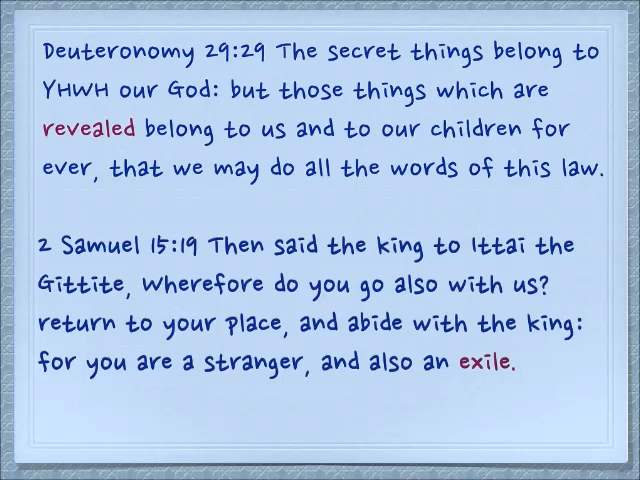 Deuteronomy 29:29 The secret things belong to
YHWH our God: but those things which are
revealed belong to us and to our children for
ever, that we may do all the words of this law.
2 Samuel 15:19 Then said the king to Ittai the
Gittite, Wherefore do you go also with us?
return to your place, and abide with the king:
for you are a stranger, and also an exile.